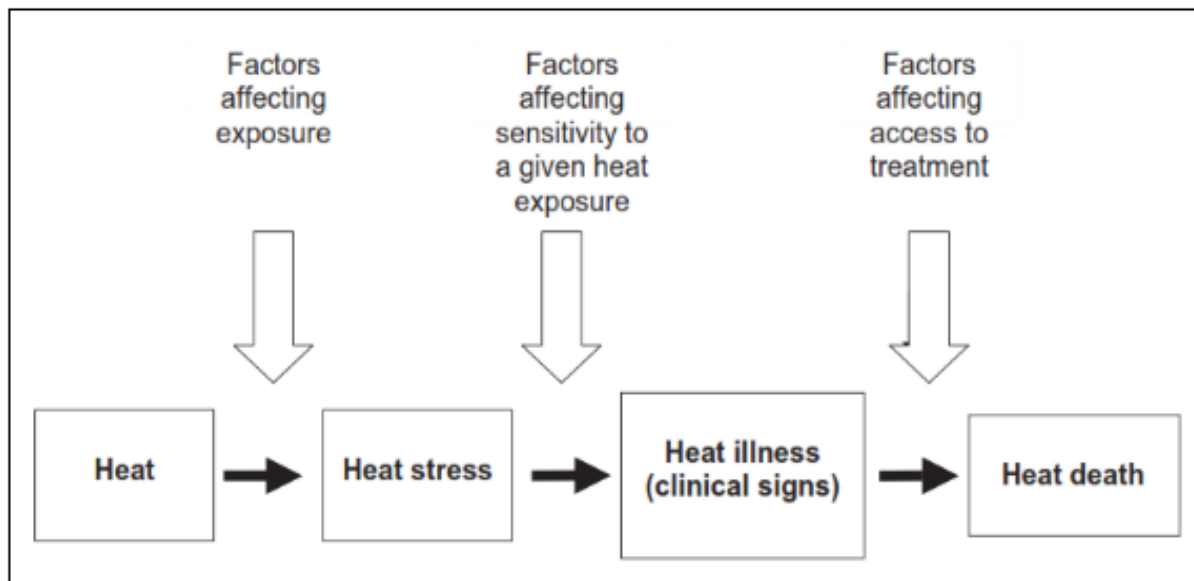 Factors
affecting
exposure
Factors
affecting
sensitivity to
a given heat
exposure
Factors
affecting
access to
treatment
Heat
Heat stress
Heat illness
(clinical signs)
Heat death